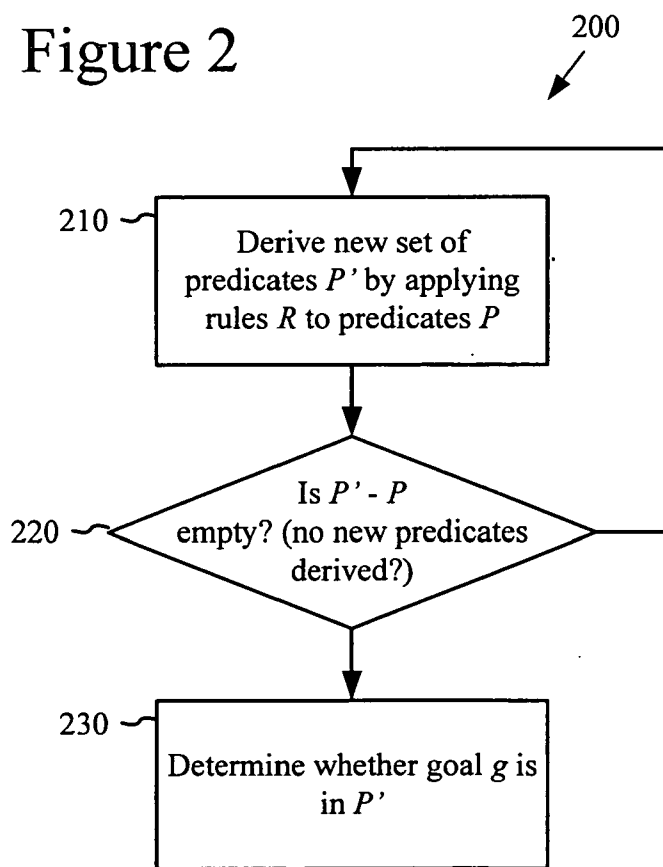 Figure 2
200
210
Derive new set of
predicates P' by applying
rules R to predicates P
220
Is P' - P
empty? (no new predicates
derived?)
230
Determine whether goal g is
in P'